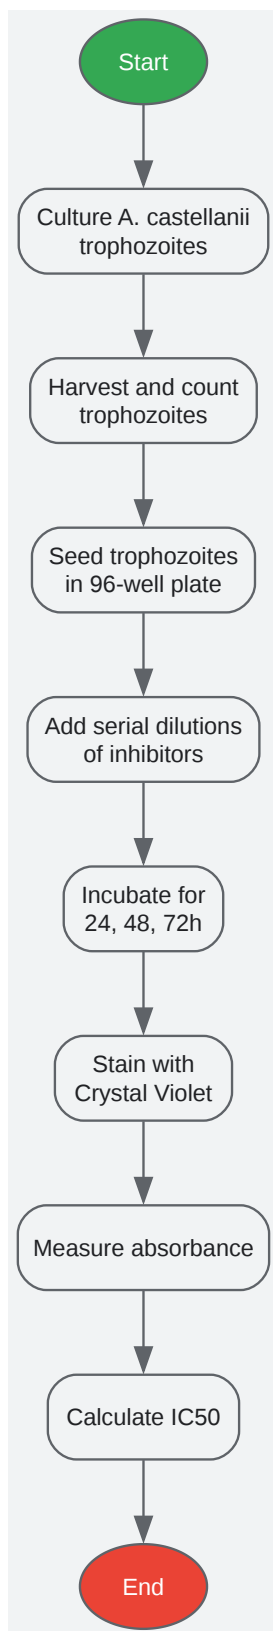 Start
Culture A. castellanii
trophozoites
Harvest and count
trophozoites
Seed trophozoites
in 96-well plate
Add serial dilutions
of inhibitors
Incubate for
24, 48, 72h
Stain with
Crystal Violet
Measure absorbance
Calculate IC50
End